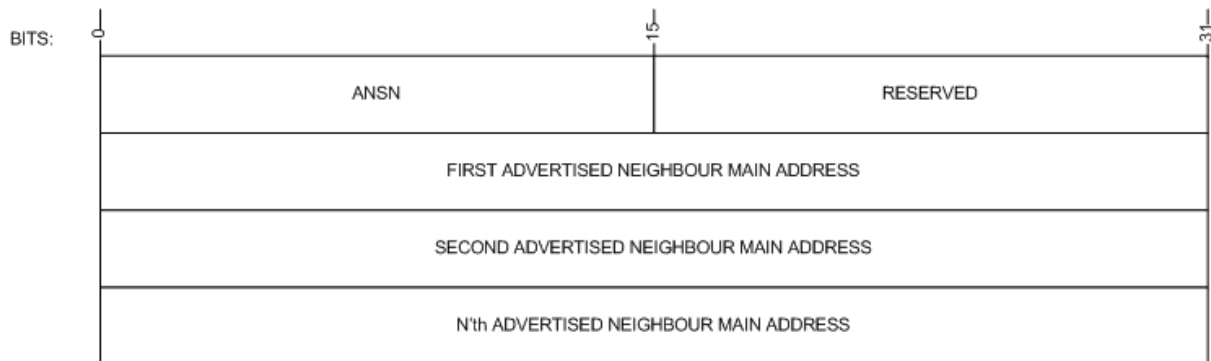 BITS: 0 15 31
ANSN RESERVED
FIRST ADVERTISED NEIGHBOUR MAIN ADDRESS
SECOND ADVERTISED NEIGHBOUR MAIN ADDRESS
N'th ADVERTISED NEIGHBOUR MAIN ADDRESS